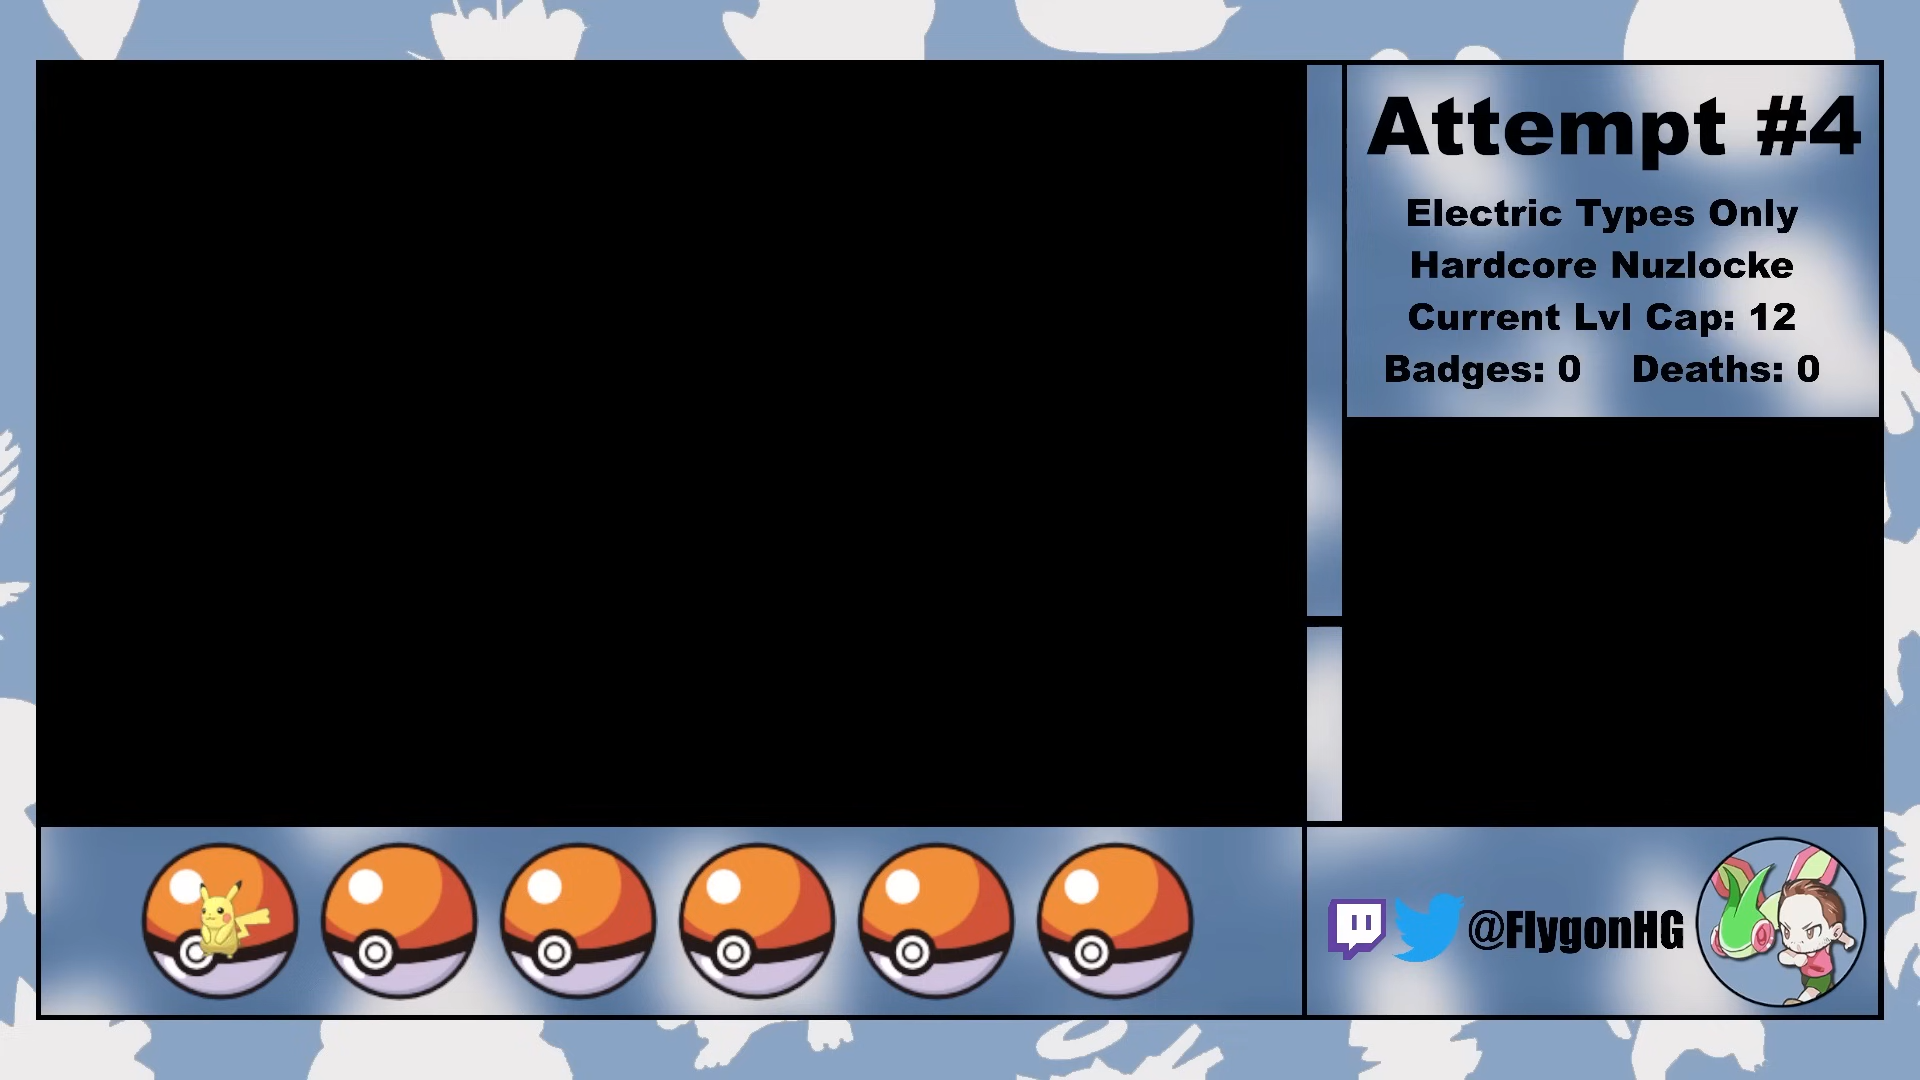 Attempt #4
Electric Types Only
Hardcore Nuzlocke
Current Lvl Cap: 12
Badges: 0 Deaths: 0
@FlygonHG